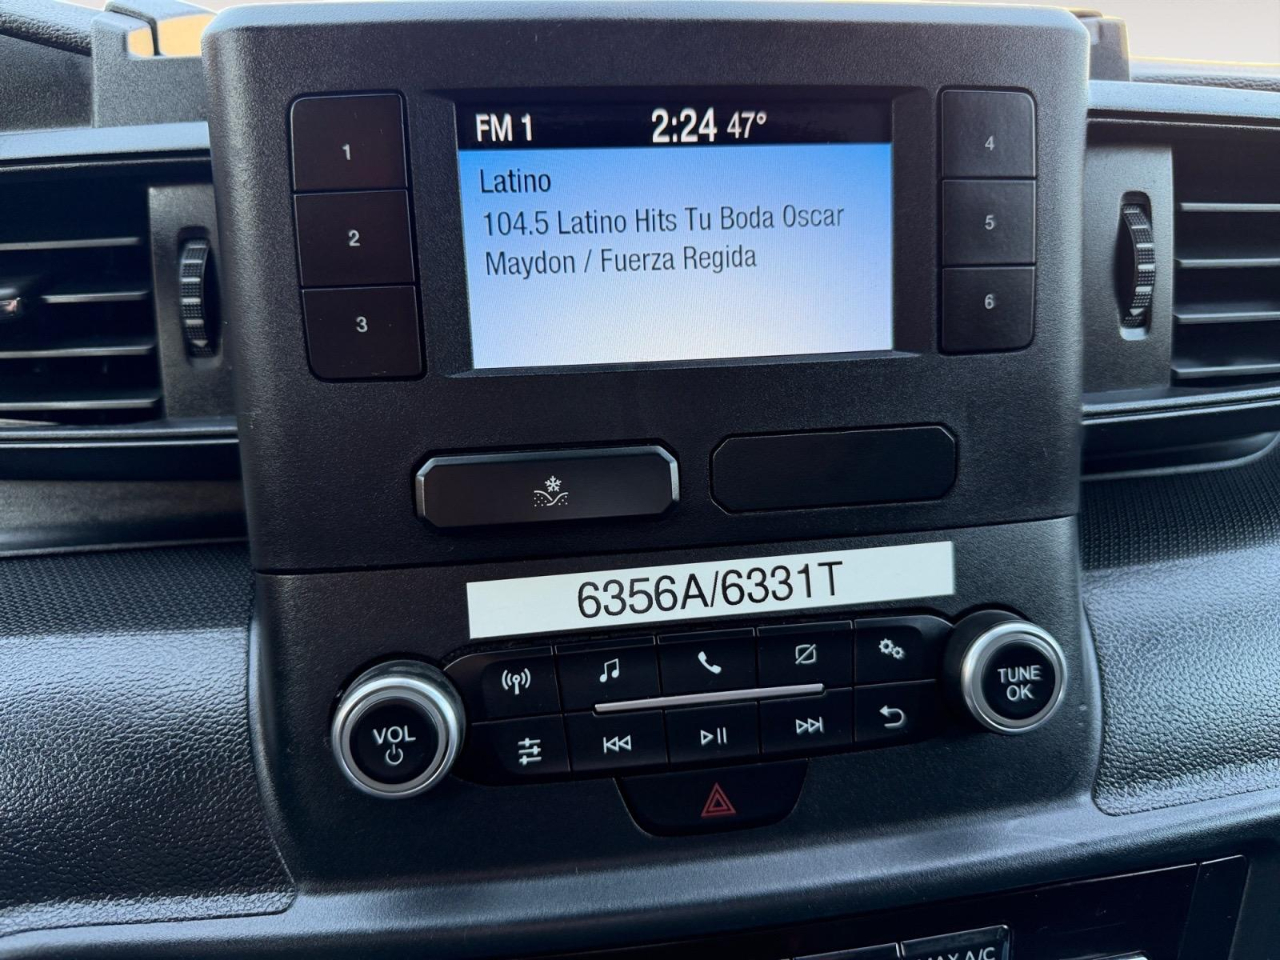 FM 1 2:24 47°
Latino
104.5 Latino Hits Tu Boda Oscar
Maydon / Fuerza Regida
1
2
3
4
5
6
6356A/6331T
VOL
TUNE
OK
MAX A/C